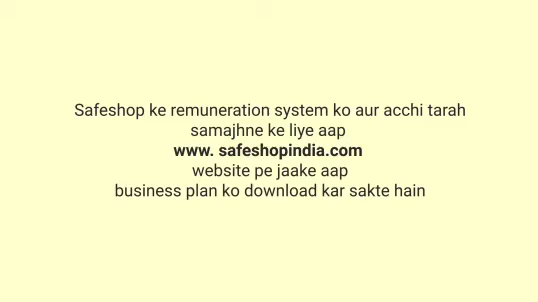 Safeshop ke remuneration system ko aur acchi tarah
samajhne ke liye aap
www. safeshopindia.com
website pe jaake aap
business plan ko download kar sakte hain